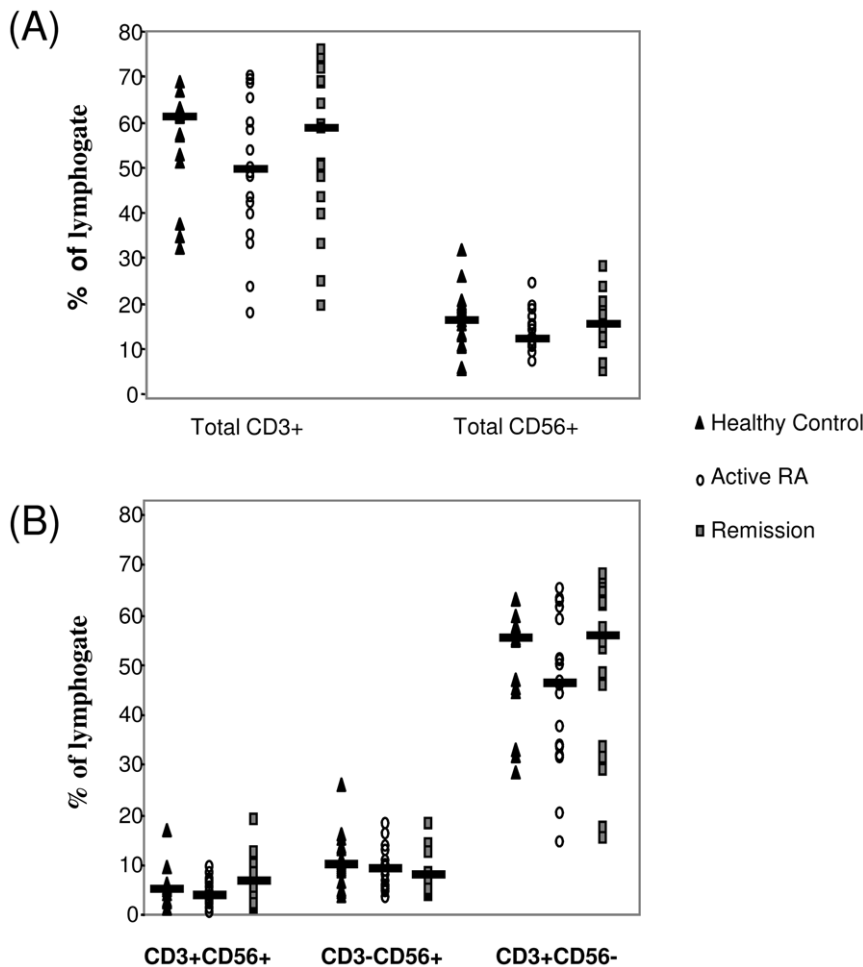 (A)
80
70
60
50
40
30
20
10
0
% of lymphogate
Total CD3+
Total CD56+
Healthy Control
Active RA
Remission
(B)
80
70
60
50
40
30
20
10
0
% of lymphogate
CD3+CD56+
CD3-CD56+
CD3+CD56-